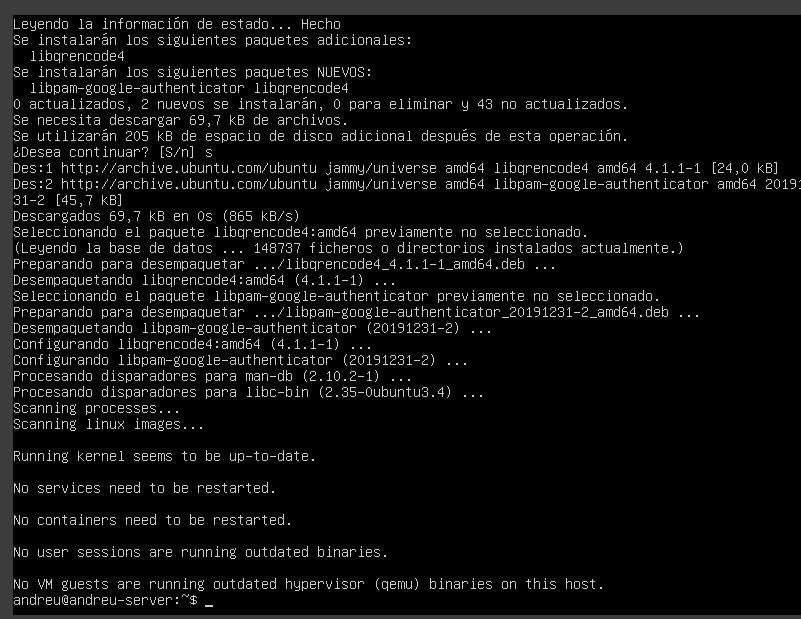 Leyendo la información de estado... Hecho
Se instalarán los siguientes paquetes adicionales:
  libqrencode4
Se instalarán los siguientes paquetes NUEVOS:
  libpam-google-authenticator libqrencode4
0 actualizados, 2 nuevos se instalarán, 0 para eliminar y 43 no actualizados.
Se necesita descargar 69,7 kB de archivos.
Se utilizarán 205 kB de espacio de disco adicional después de esta operación.
¿Desea continuar? [S/n] s
Des:1 http://archive.ubuntu.com/ubuntu jammy/universe amd64 libqrencode4 amd64 4.1.1-1 [24,0 kB]
Des:2 http://archive.ubuntu.com/ubuntu jammy/universe amd64 libpam-google-authenticator amd64 20191
31-2 [45,7 kB]
Descargados 69,7 kB en 0s (865 kB/s)
Seleccionando el paquete libqrencode4:amd64 previamente no seleccionado.
(Leyendo la base de datos ... 148737 ficheros o directorios instalados actualmente.)
Preparando para desempaquetar .../libqrencode4_4.1.1-1_amd64.deb ...
Desempaquetando libqrencode4:amd64 (4.1.1-1) ...
Seleccionando el paquete libpam-google-authenticator previamente no seleccionado.
Preparando para desempaquetar .../libpam-google-authenticator_20191231-2_amd64.deb ...
Desempaquetando libpam-google-authenticator (20191231-2) ...
Configurando libqrencode4:amd64 (4.1.1-1) ...
Configurando libpam-google-authenticator (20191231-2) ...
Procesando disparadores para man-db (2.10.2-1) ...
Procesando disparadores para libc-bin (2.35-0ubuntu3.4) ...
Scanning processes...
Scanning linux images...

Running kernel seems to be up-to-date.

No services need to be restarted.

No containers need to be restarted.

No user sessions are running outdated binaries.

No VM guests are running outdated hypervisor (qemu) binaries on this host.
andreu@andreu-server:~$ _